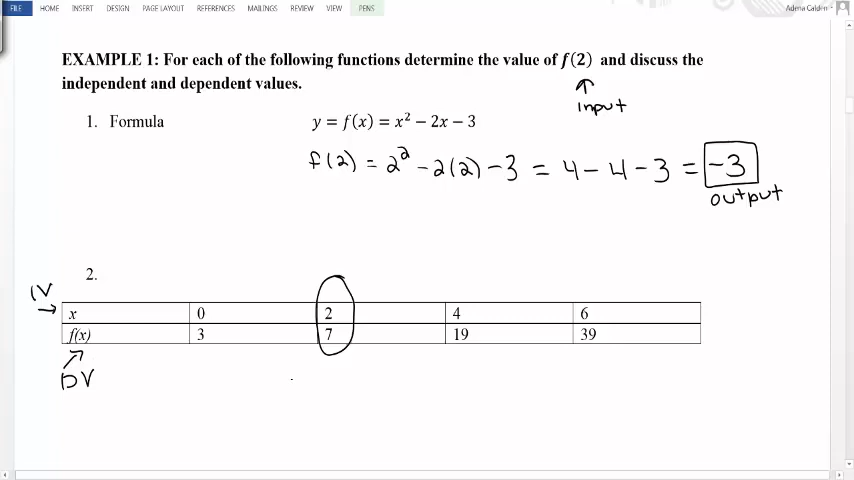 FILE HOME INSERT DESIGN PAGE LAYOUT REFERENCES MAILINGS REVIEW VIEW PENS Adema Calden
EXAMPLE 1: For each of the following functions determine the value of f(2) and discuss the
independent and dependent values.
input
1. Formula y = f(x) = x² − 2x − 3
f(2) = 2² − 2(2) − 3 = 4 − 4 − 3 = −3
output
2.
IV
x 0 2 4 6
f(x) 3 7 19 39
DV